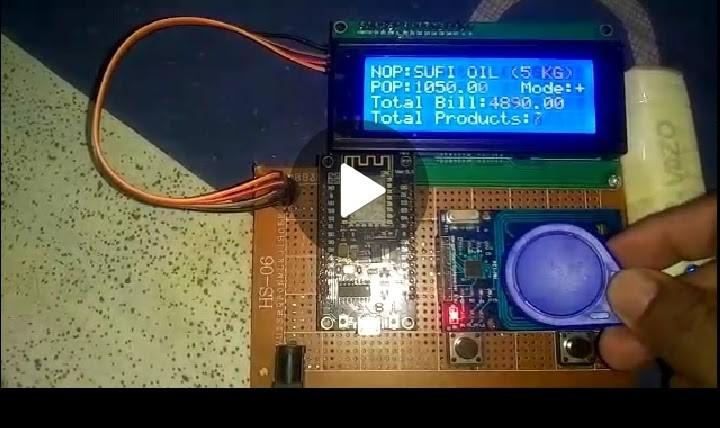 NOP:SUFI OIL (5 KG)
POP:1050.00 Mode:+
Total Bill:4890.00
Total Products:7
HS-06